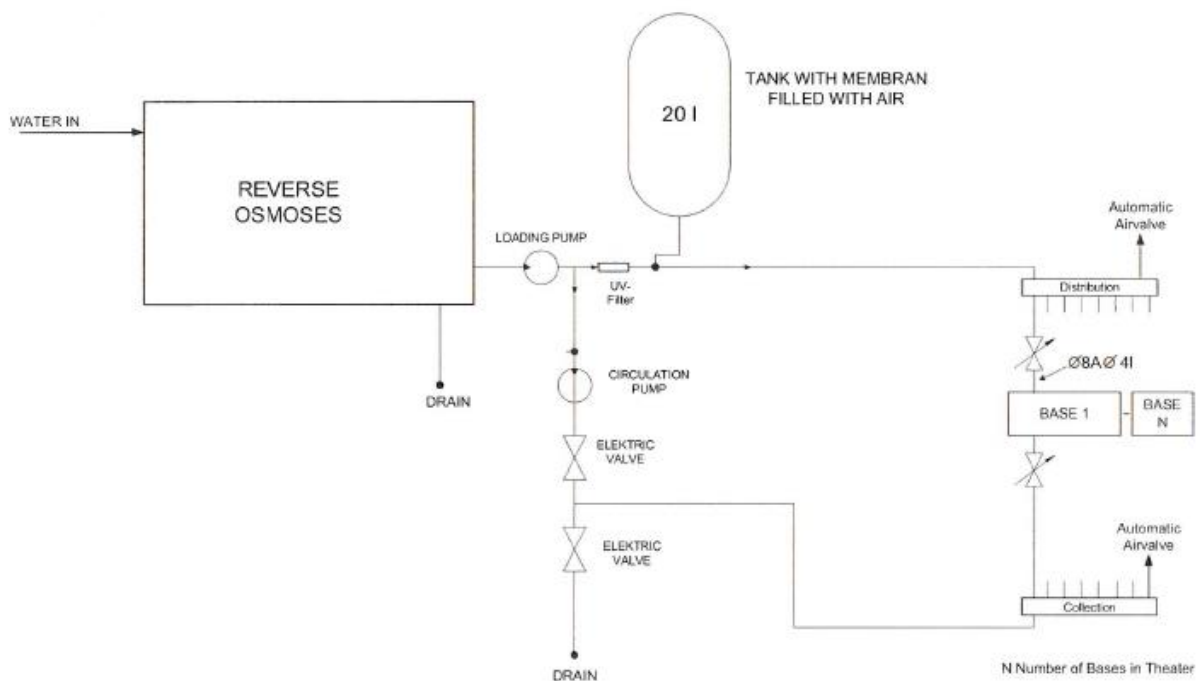 TANK WITH MEMBRAN
FILLED WITH AIR
20 l
WATER IN
REVERSE
OSMOSES
LOADING PUMP
UV-
Filter
Automatic
Airvalve
Distribution
Ø8AØ 4I
CIRCULATION
PUMP
DRAIN
BASE 1
BASE
N
ELEKTRIC
VALVE
ELEKTRIC
VALVE
Automatic
Airvalve
Collection
DRAIN
N Number of Bases in Theater